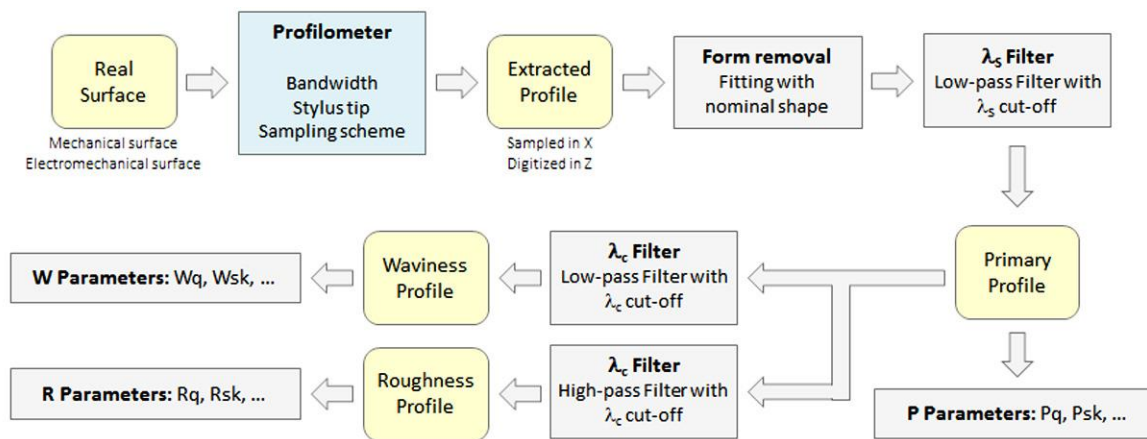 Real
Surface
Mechanical surface
Electromechanical surface
Profilometer
Bandwidth
Stylus tip
Sampling scheme
Extracted
Profile
Sampled in X
Digitized in Z
Form removal
Fitting with
nominal shape
λs Filter
Low-pass Filter with
λs cut-off
Primary
Profile
P Parameters: Pq, Psk, ...
λc Filter
Low-pass Filter with
λc cut-off
Waviness
Profile
W Parameters: Wq, Wsk, ...
λc Filter
High-pass Filter with
λc cut-off
Roughness
Profile
R Parameters: Rq, Rsk, ...